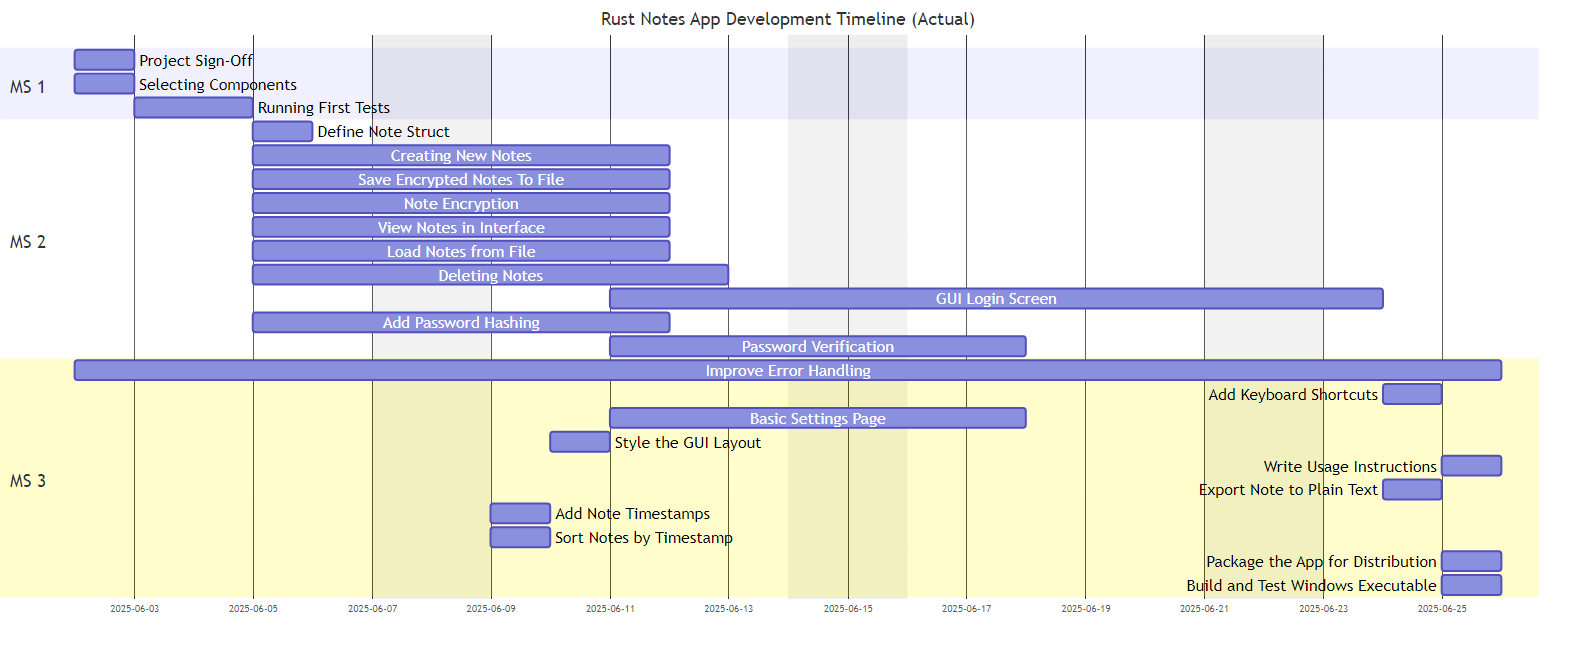 Rust Notes App Development Timeline (Actual)
MS 1
Project Sign-Off
Selecting Components
Running First Tests
MS 2
Define Note Struct
Creating New Notes
Save Encrypted Notes To File
Note Encryption
View Notes in Interface
Load Notes from File
Deleting Notes
GUI Login Screen
Add Password Hashing
Password Verification
MS 3
Improve Error Handling
Add Keyboard Shortcuts
Basic Settings Page
Style the GUI Layout
Write Usage Instructions
Export Note to Plain Text
Add Note Timestamps
Sort Notes by Timestamp
Package the App for Distribution
Build and Test Windows Executable
2025-06-03 2025-06-05 2025-06-07 2025-06-09 2025-06-11 2025-06-13 2025-06-15 2025-06-17 2025-06-19 2025-06-21 2025-06-23 2025-06-25